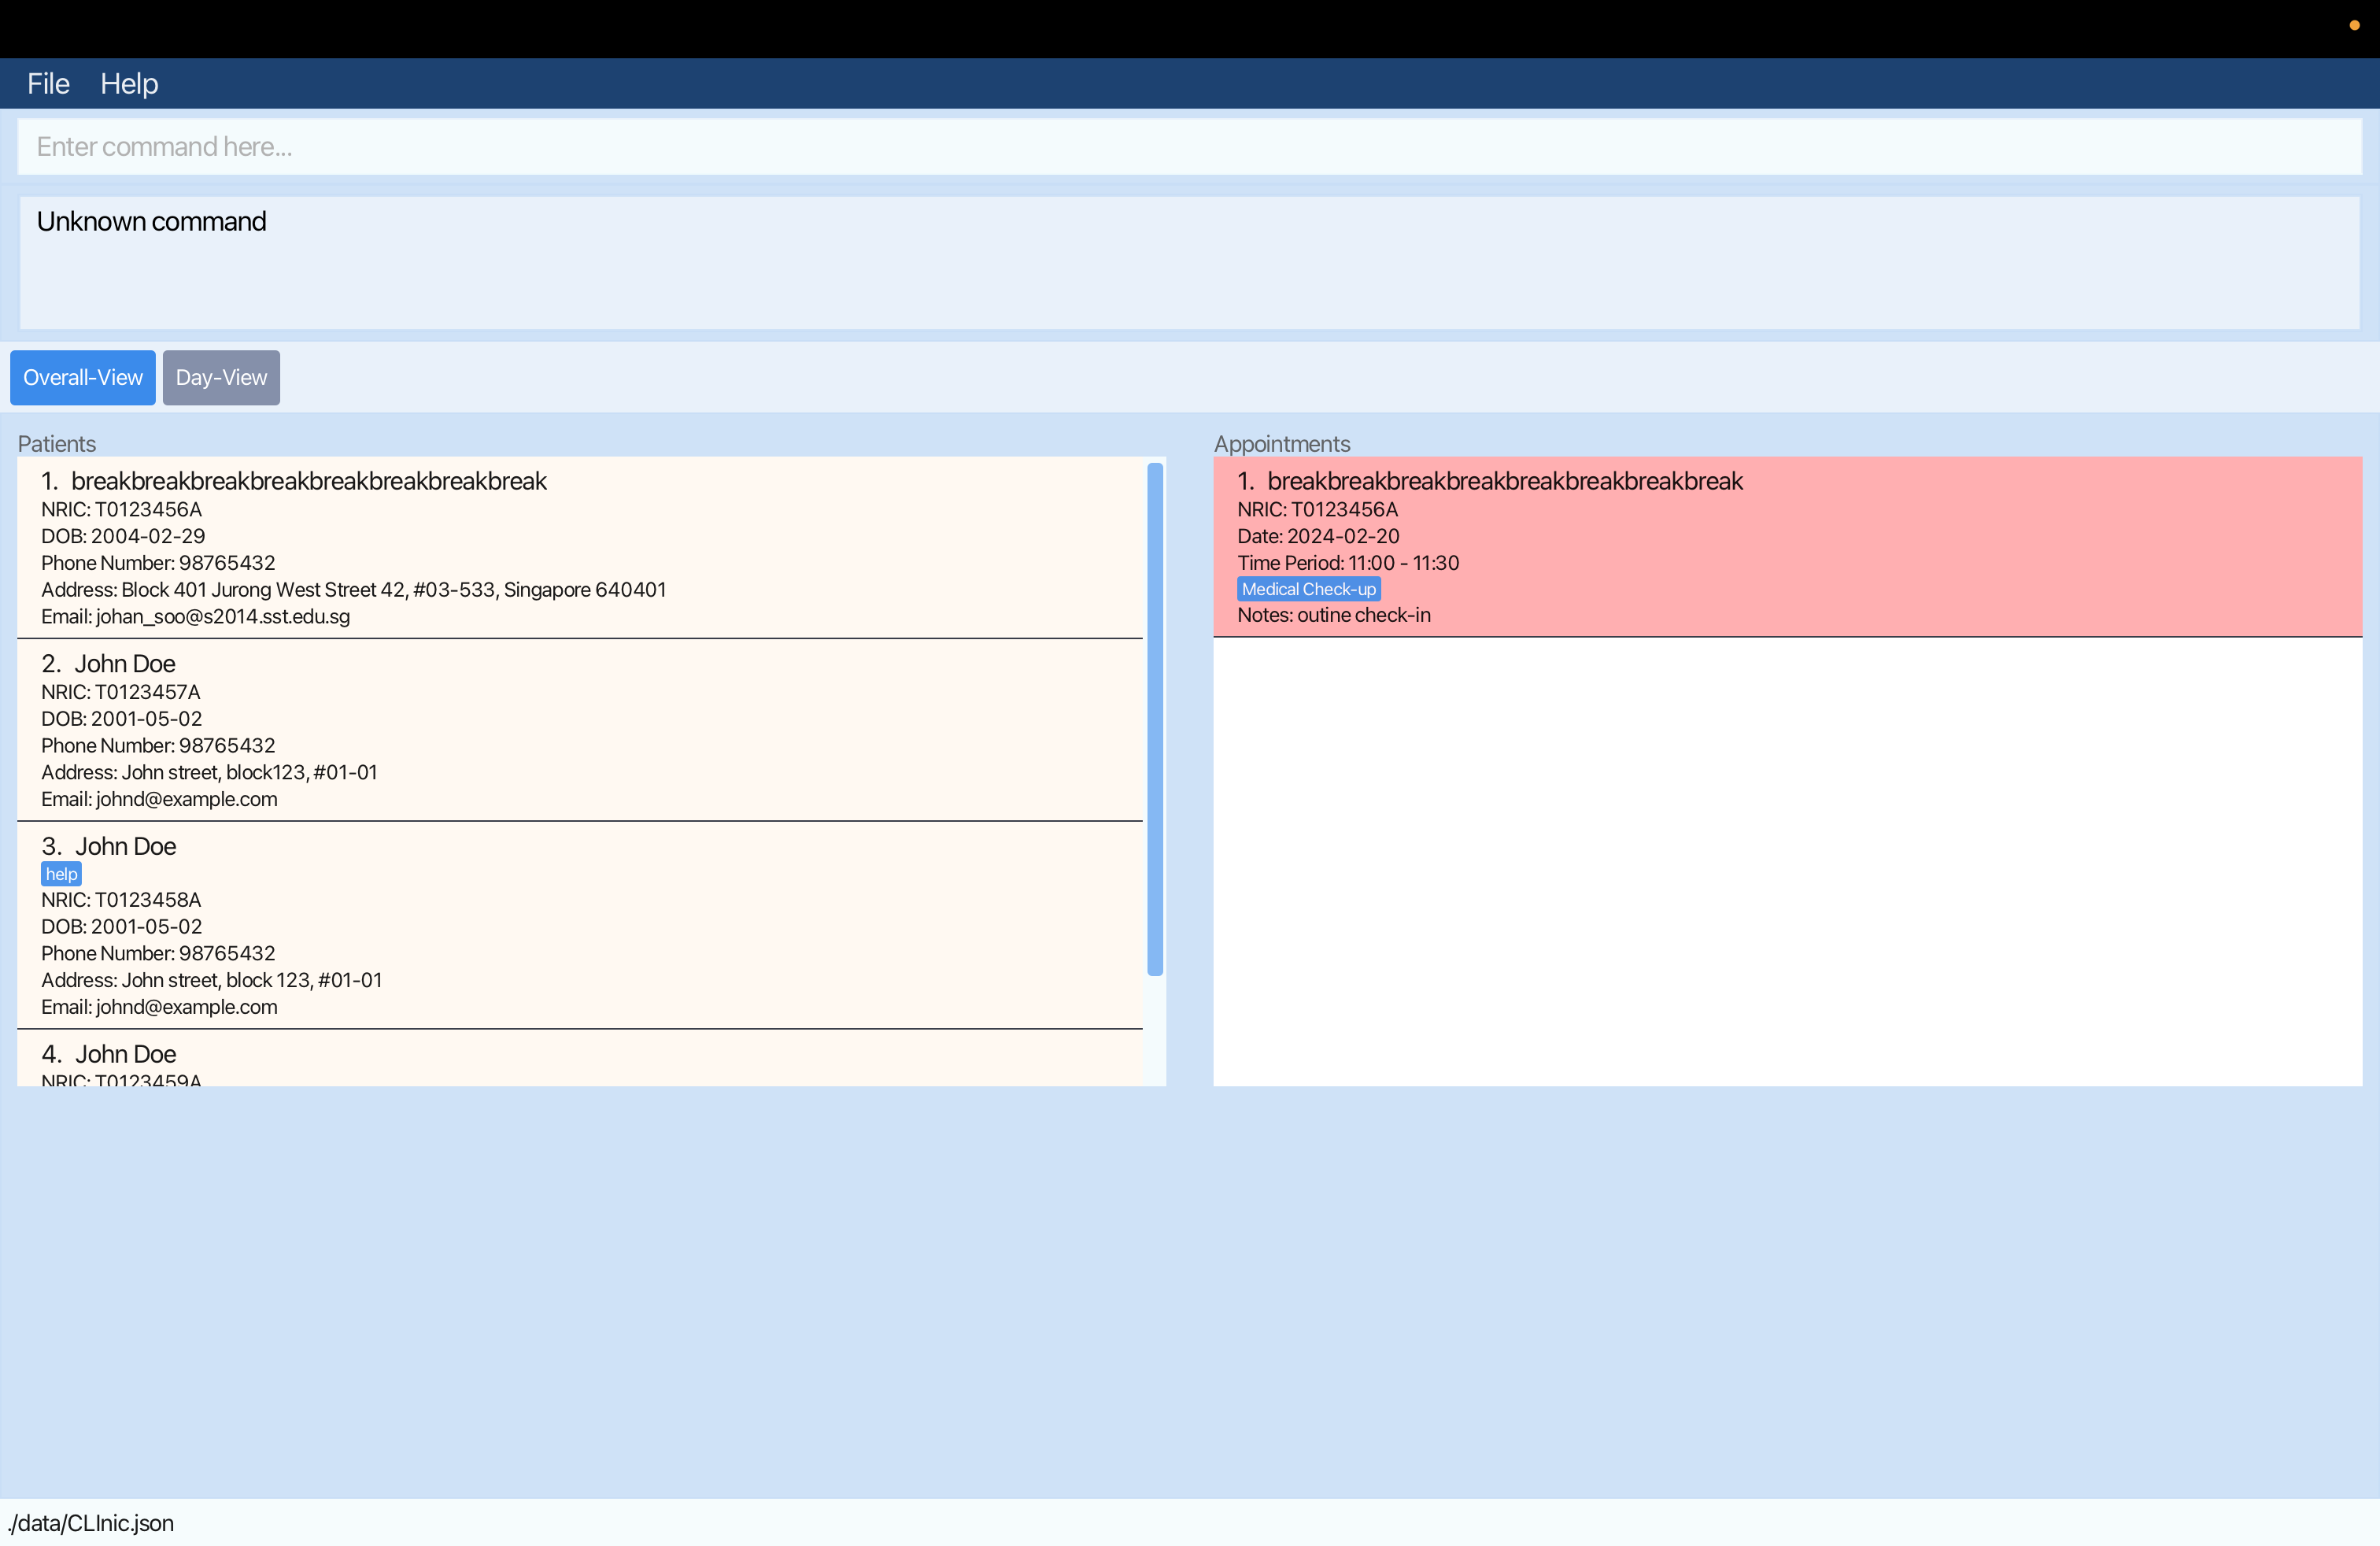 File Help
Enter command here...
Unknown command
Overall-View Day-View
Patients
1. breakbreakbreakbreakbreakbreakbreakbreak
NRIC: T0123456A
DOB: 2004-02-29
Phone Number: 98765432
Address: Block 401 Jurong West Street 42, #03-533, Singapore 640401
Email: johan_soo@s2014.sst.edu.sg
2. John Doe
NRIC: T0123457A
DOB: 2001-05-02
Phone Number: 98765432
Address: John street, block123, #01-01
Email: johnd@example.com
3. John Doe
help
NRIC: T0123458A
DOB: 2001-05-02
Phone Number: 98765432
Address: John street, block 123, #01-01
Email: johnd@example.com
4. John Doe
NRIC: T0123459A
Appointments
1. breakbreakbreakbreakbreakbreakbreakbreak
NRIC: T0123456A
Date: 2024-02-20
Time Period: 11:00 - 11:30
Medical Check-up
Notes: outine check-in
./data/CLInic.json